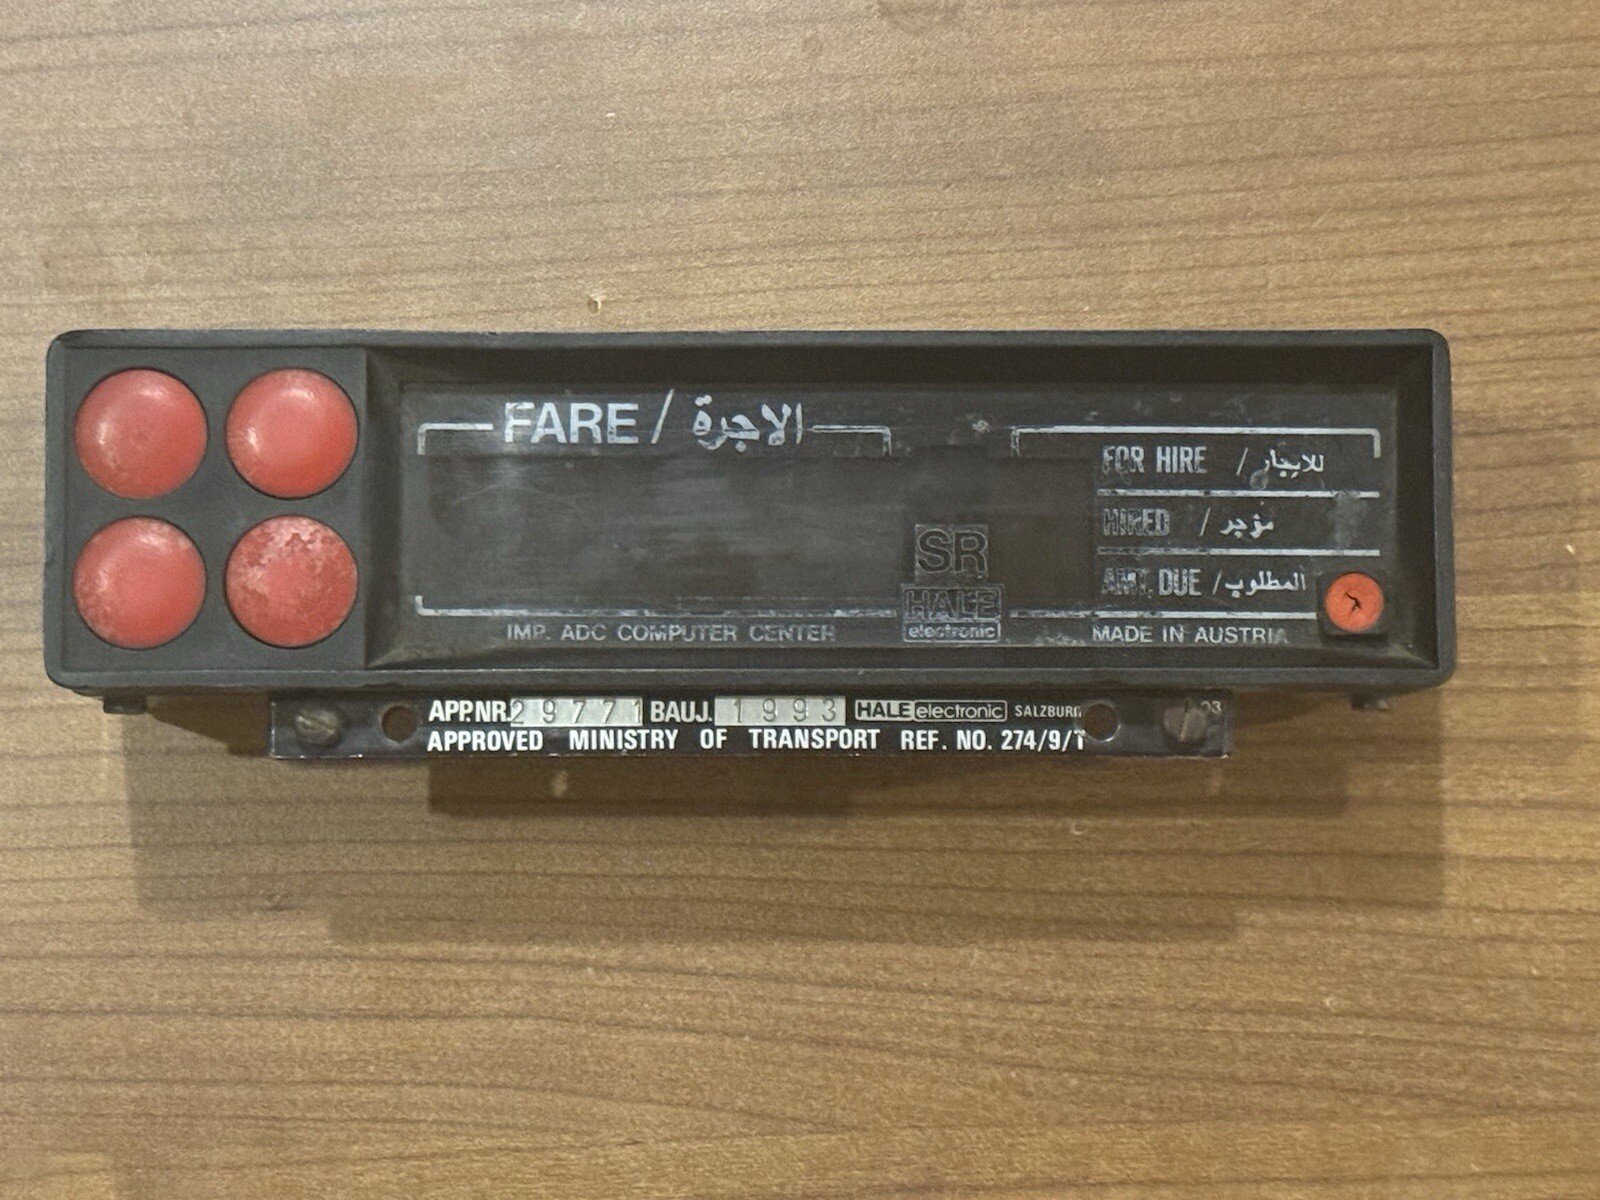 FARE / الاجرة
FOR HIRE / للايجار
HIRED / مؤجر
SR
AMT. DUE / المطلوب
HALE
electronic
IMP. ADC COMPUTER CENTER
MADE IN AUSTRIA
APP.NR. 29771 BAUJ. 1993 HALE electronic SALZBURG
APPROVED MINISTRY OF TRANSPORT REF. NO. 274/9/1